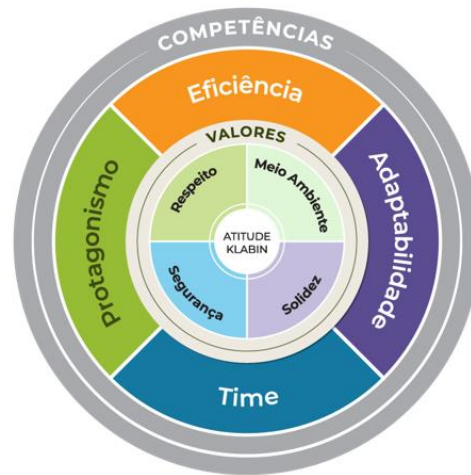 COMPETÊNCIAS
Eficiência
Protagonismo
Adaptabilidade
Time
VALORES
Respeito
Meio Ambiente
Segurança
Solidez
ATITUDE
KLABIN